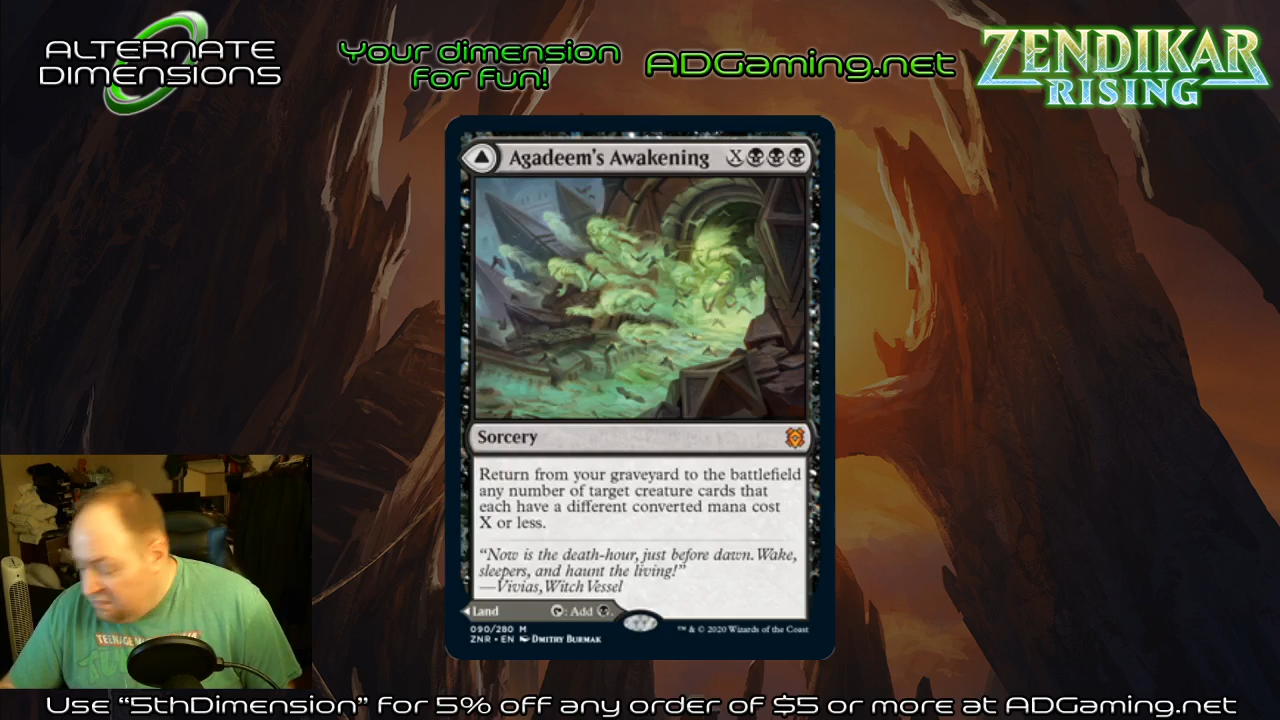 ALTERNATE
DIMENSIONS
Your dimension
for fun!
ADGaming.net
ZENDIKAR
RISING
Agadeem's Awakening X
Sorcery
Return from your graveyard to the battlefield
any number of target creature cards that
each have a different converted mana cost
X or less.
“Now is the death-hour, just before dawn. Wake,
sleepers, and haunt the living!”
—Vivias, Witch Vessel
Land : Add .
090/280 M
ZNR • EN Dmitry Burmak
™ & © 2020 Wizards of the Coast
TEENAGE
Use “5thDimension” for 5% off any order of $5 or more at ADGaming.net